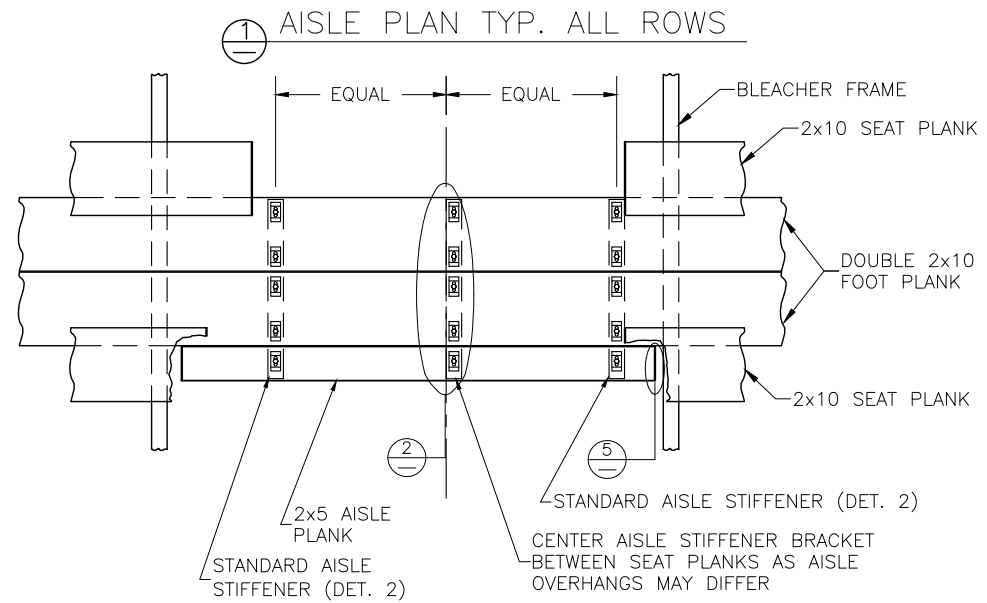 1
AISLE PLAN TYP. ALL ROWS
EQUAL
EQUAL
BLEACHER FRAME
2x10 SEAT PLANK
DOUBLE 2x10
FOOT PLANK
2x10 SEAT PLANK
2
5
STANDARD AISLE STIFFENER (DET. 2)
2x5 AISLE
PLANK
CENTER AISLE STIFFENER BRACKET
BETWEEN SEAT PLANKS AS AISLE
OVERHANGS MAY DIFFER
STANDARD AISLE
STIFFENER (DET. 2)